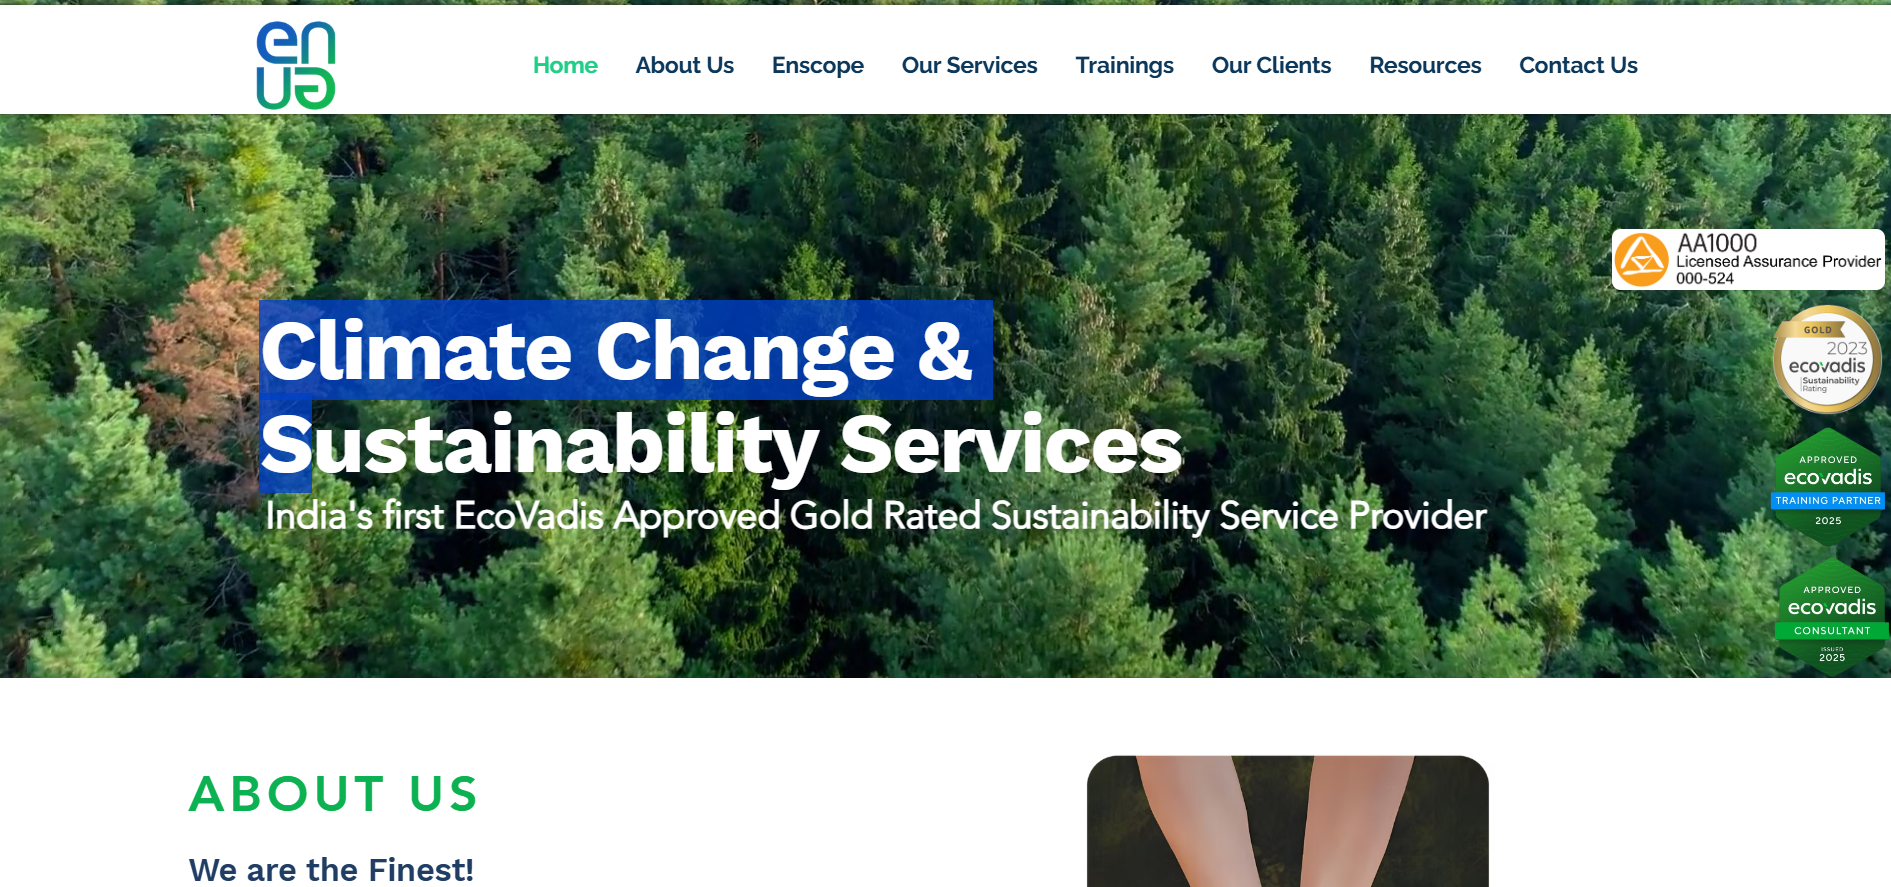 en
ua
Home
About Us
Enscope
Our Services
Trainings
Our Clients
Resources
Contact Us
AA1000
Licensed Assurance Provider
000-524
GOLD
2023
ecovadis
Sustainability
Rating
Climate Change &
Sustainability Services
India's first EcoVadis Approved Gold Rated Sustainability Service Provider
APPROVED
ecovadis
TRAINING PARTNER
2025
APPROVED
ecovadis
CONSULTANT
ISSUED
2025
ABOUT US
We are the Finest!